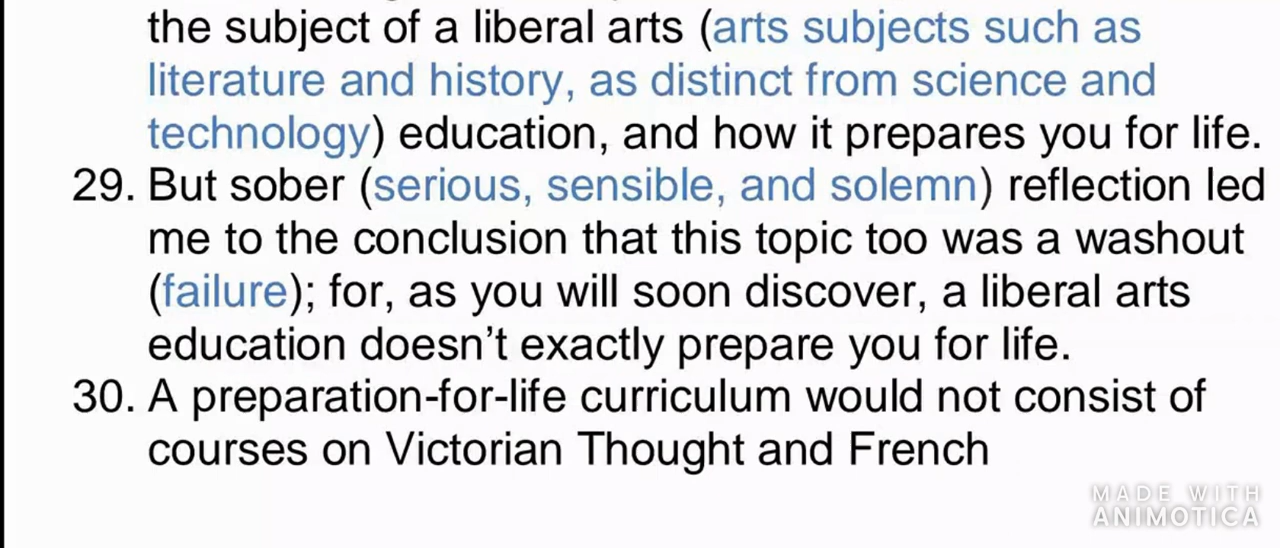 the subject of a liberal arts (arts subjects such as
literature and history, as distinct from science and
technology) education, and how it prepares you for life.
29. But sober (serious, sensible, and solemn) reflection led
me to the conclusion that this topic too was a washout
(failure); for, as you will soon discover, a liberal arts
education doesn’t exactly prepare you for life.
30. A preparation-for-life curriculum would not consist of
courses on Victorian Thought and French
MADE WITH
ANIMOTICA